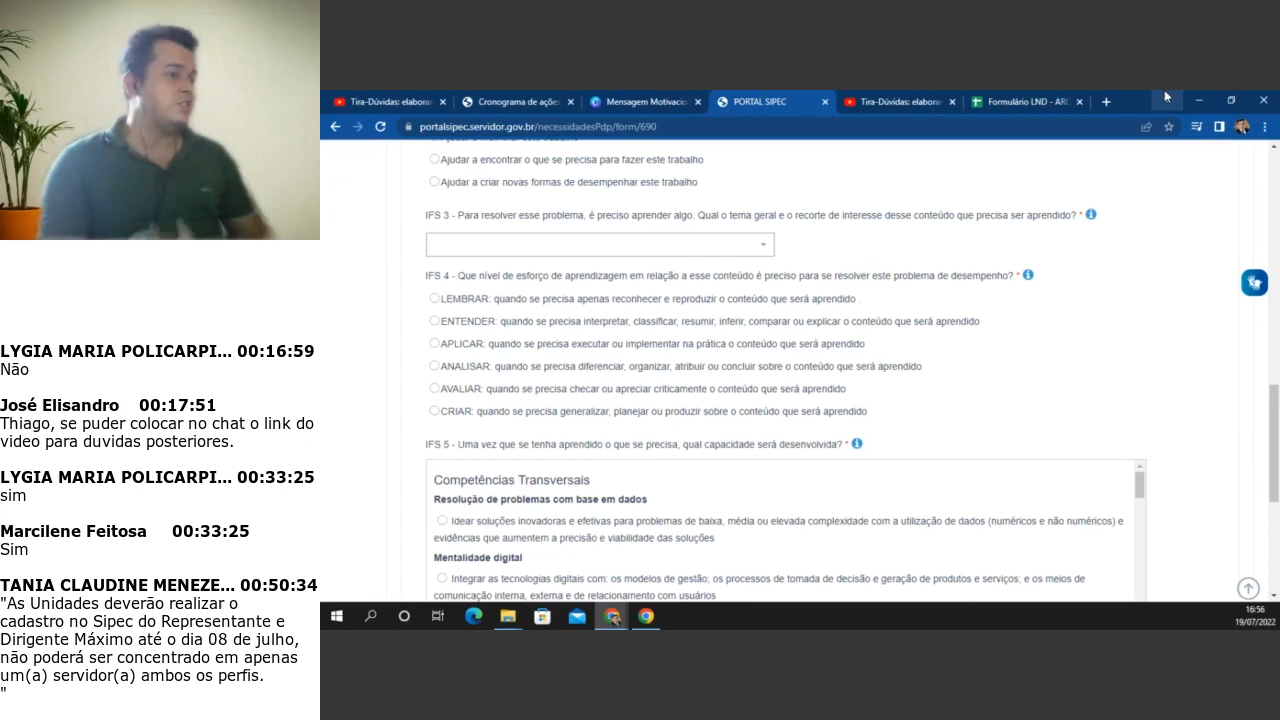 LYGIA MARIA POLICARPI... 00:16:59
Não
José Elisandro 00:17:51
Thiago, se puder colocar no chat o link do
video para duvidas posteriores.
LYGIA MARIA POLICARPI... 00:33:25
sim
Marcilene Feitosa 00:33:25
Sim
TANIA CLAUDINE MENEZE... 00:50:34
"As Unidades deverão realizar o
cadastro no Sipec do Representante e
Dirigente Máximo até o dia 08 de julho,
não poderá ser concentrado em apenas
um(a) servidor(a) ambos os perfis.
"
Tira-Dúvidas: elabora
Cronograma de açõe
Mensagem Motivacio
PORTAL SIPEC
Tira-Dúvidas: elabora
Formulário LND - ARQ
portalsipec.servidor.gov.br/necessidadesPdp/form/690
Ajudar a encontrar o que se precisa para fazer este trabalho
Ajudar a criar novas formas de desempenhar este trabalho
IFS 3 - Para resolver esse problema, é preciso aprender algo. Qual o tema geral e o recorte de interesse desse conteúdo que precisa ser aprendido? *
IFS 4 - Que nível de esforço de aprendizagem em relação a esse conteúdo é preciso para se resolver este problema de desempenho? *
LEMBRAR: quando se precisa apenas reconhecer e reproduzir o conteúdo que será aprendido .
ENTENDER: quando se precisa interpretar, classificar, resumir, inferir, comparar ou explicar o conteúdo que será aprendido
APLICAR: quando se precisa executar ou implementar na prática o conteúdo que será aprendido
ANALISAR: quando se precisa diferenciar, organizar, atribuir ou concluir sobre o conteúdo que será aprendido
AVALIAR: quando se precisa checar ou apreciar criticamente o conteúdo que será aprendido
CRIAR: quando se precisa generalizar, planejar ou produzir sobre o conteúdo que será aprendido
IFS 5 - Uma vez que se tenha aprendido o que se precisa, qual capacidade será desenvolvida? *
Competências Transversais
Resolução de problemas com base em dados
Idear soluções inovadoras e efetivas para problemas de baixa, média ou elevada complexidade com a utilização de dados (numéricos e não numéricos) e
evidências que aumentem a precisão e viabilidade das soluções
Mentalidade digital
Integrar as tecnologias digitais com: os modelos de gestão; os processos de tomada de decisão e geração de produtos e serviços; e os meios de
comunicação interna, externa e de relacionamento com usuários
16:56
19/07/2022